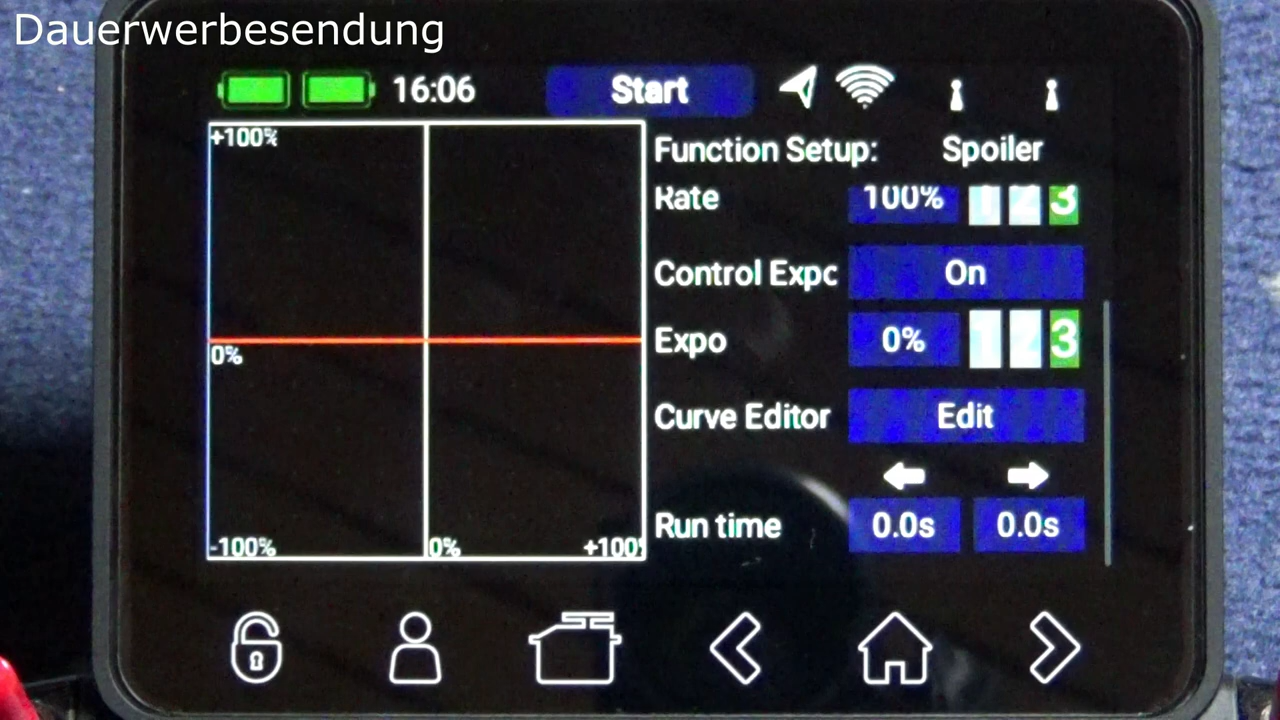 Dauerwerbesendung
16:06 Start
Function Setup: Spoiler
+100%
Rate 100% 1 2 3
Control Expo On
Expo 0% 1 2 3
0%
Curve Editor Edit
Run time 0.0s 0.0s
-100% 0% +100%